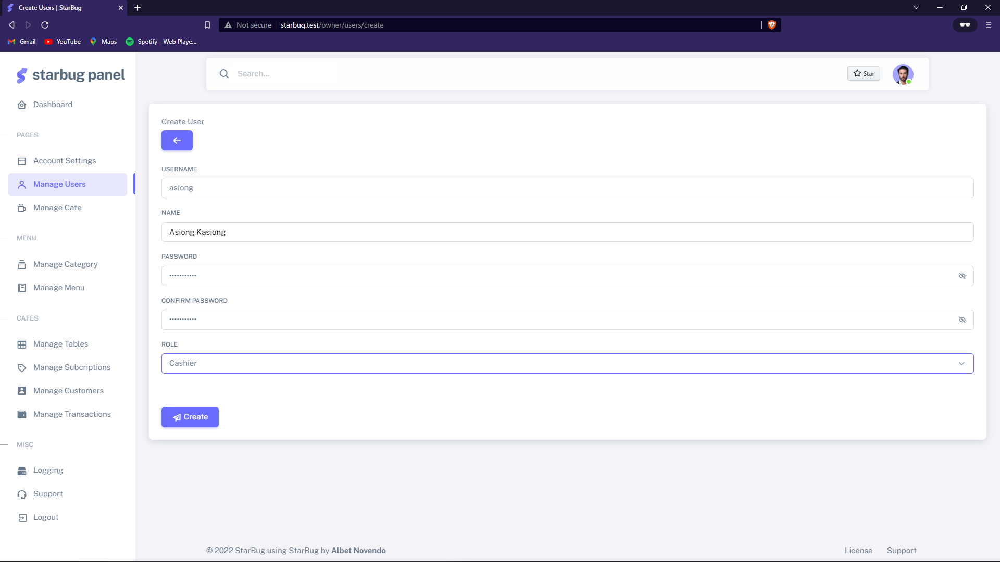 Create Users | StarBug
Not secure
starbug.test/owner/users/create
Gmail
YouTube
Maps
Spotify - Web Playe...
starbug panel
Dashboard
PAGES
Account Settings
Manage Users
Manage Cafe
MENU
Manage Category
Manage Menu
CAFES
Manage Tables
Manage Subcriptions
Manage Customers
Manage Transactions
MISC
Logging
Support
Logout
Search...
Star
Create User
USERNAME
asiong
NAME
Asiong Kasiong
PASSWORD
•••••••••••
CONFIRM PASSWORD
•••••••••••
ROLE
Cashier
Create
© 2022 StarBug using StarBug by Albet Novendo
License
Support